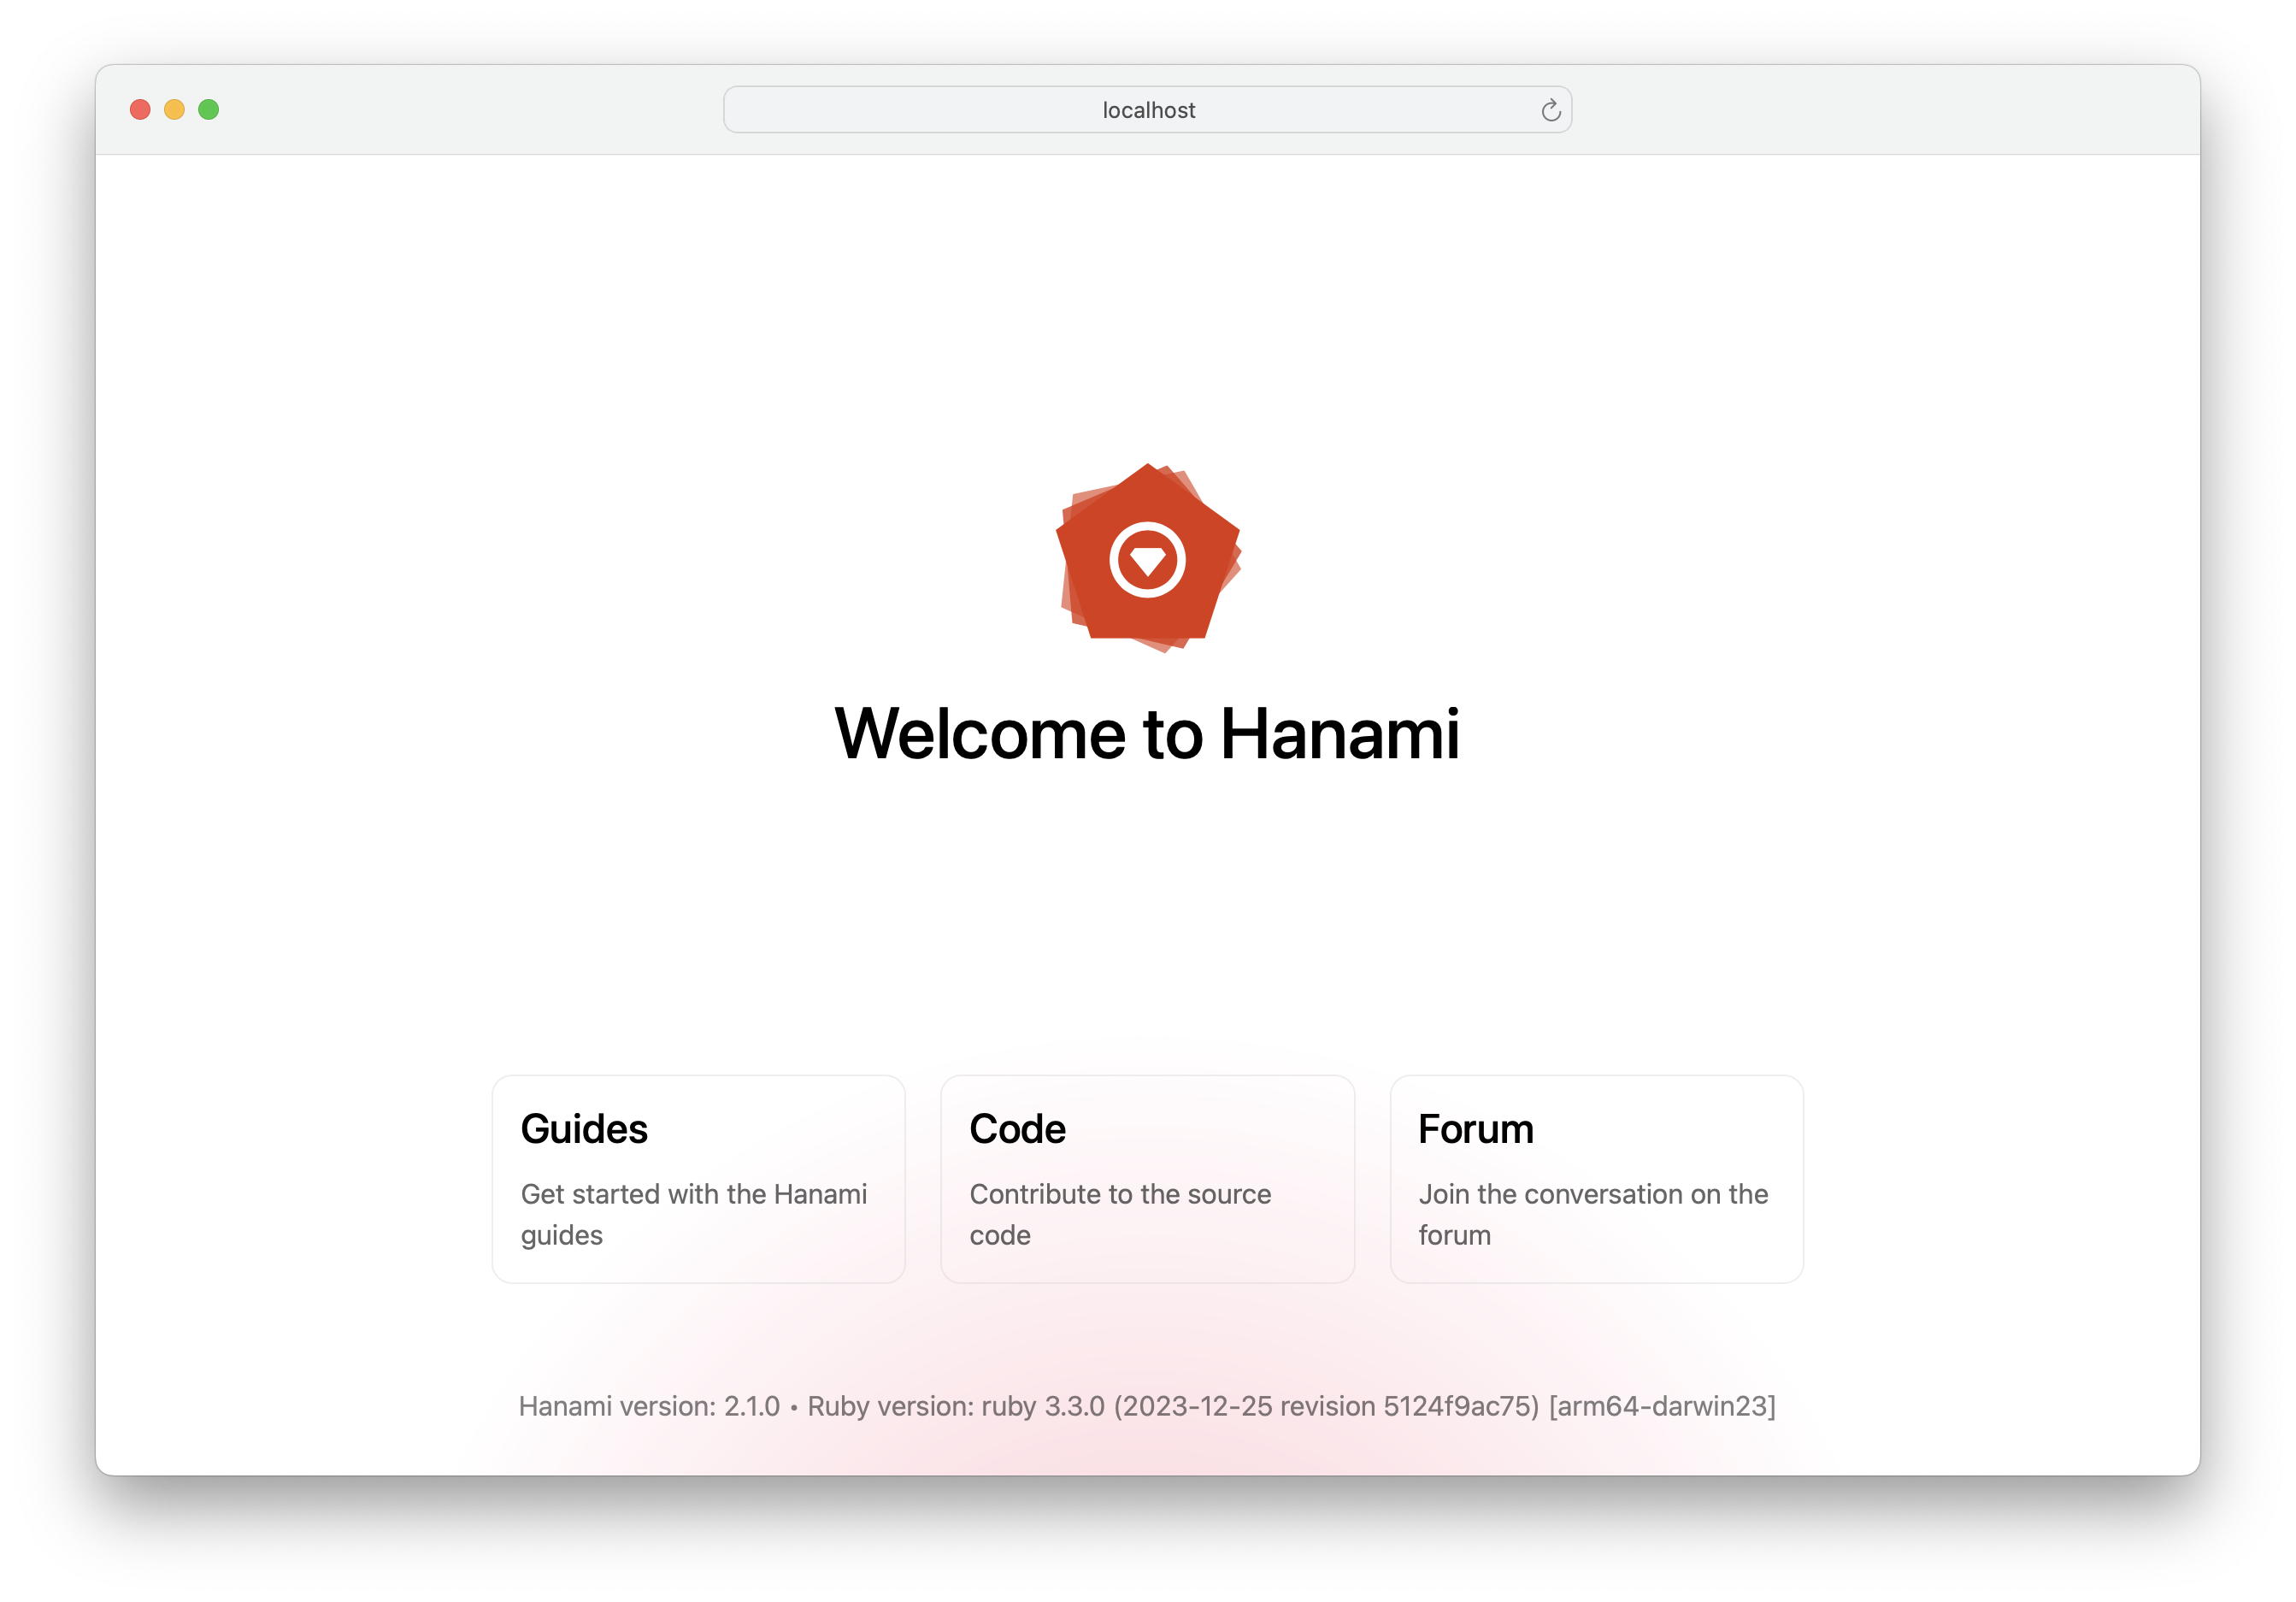 localhost
Welcome to Hanami
Guides
Get started with the Hanami
guides
Code
Contribute to the source
code
Forum
Join the conversation on the
forum
Hanami version: 2.1.0 • Ruby version: ruby 3.3.0 (2023-12-25 revision 5124f9ac75) [arm64-darwin23]